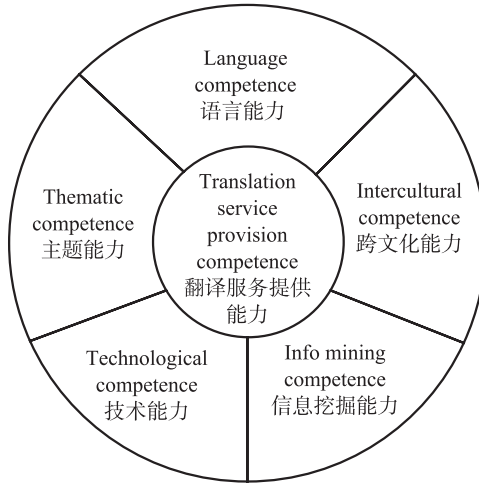 Language
competence
语言能力
Thematic
competence
主题能力
Translation
service
provision
competence
翻译服务提供
能力
Intercultural
competence
跨文化能力
Technological
competence
技术能力
Info mining
competence
信息挖掘能力